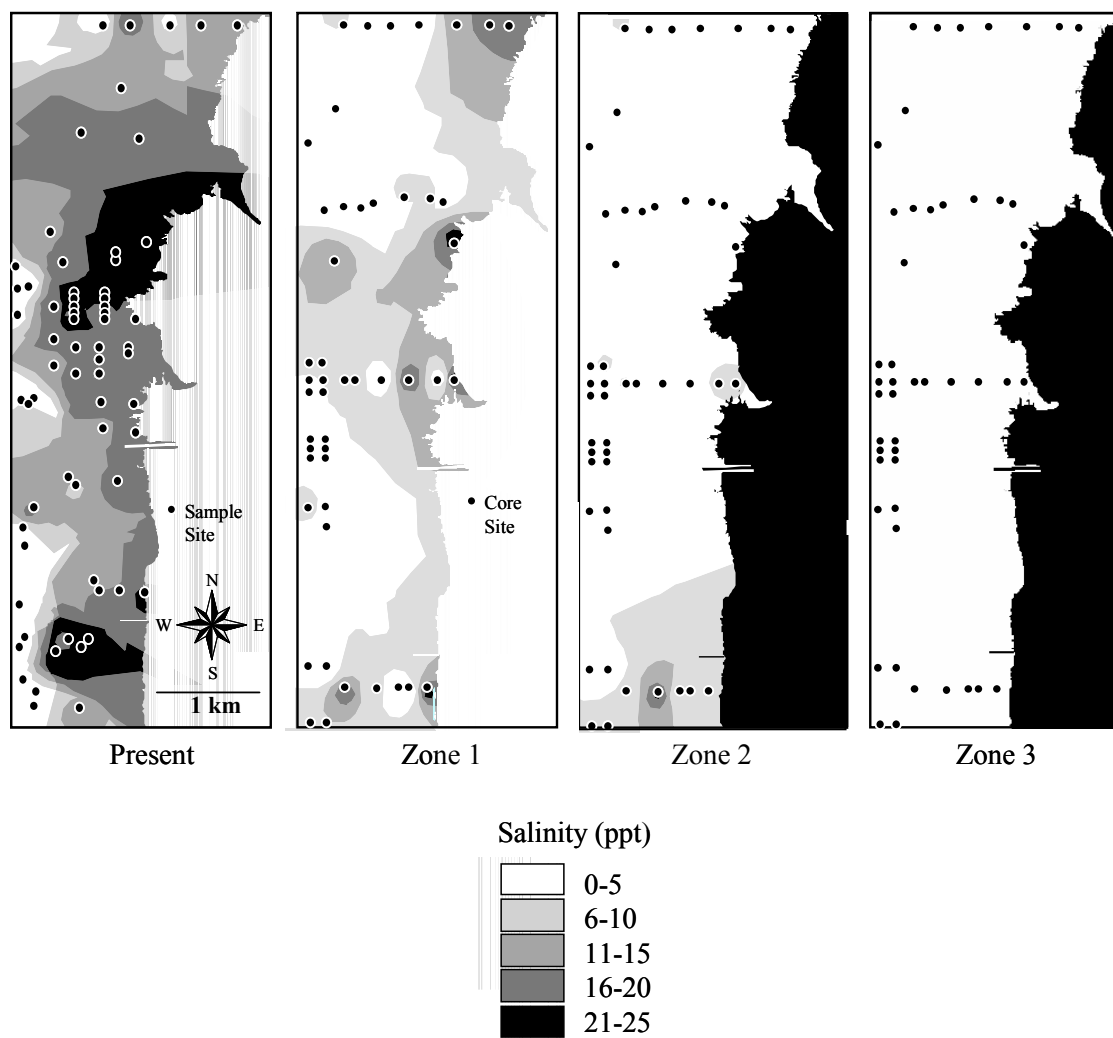 Sample
Site
N
W
E
S
1 km
Core
Site
Present
Zone 1
Zone 2
Zone 3
Salinity (ppt)
0-5
6-10
11-15
16-20
21-25